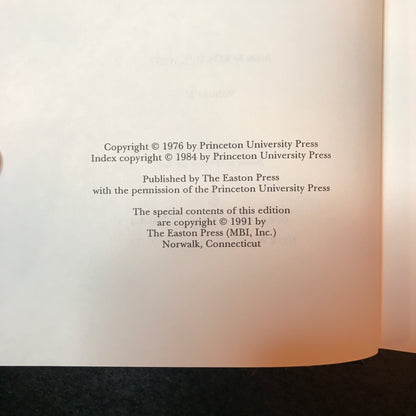 Copyright © 1976 by Princeton University Press
Index copyright © 1984 by Princeton University Press
Published by The Easton Press
with the permission of the Princeton University Press
The special contents of this edition
are copyright © 1991 by
The Easton Press (MBI, Inc.)
Norwalk, Connecticut